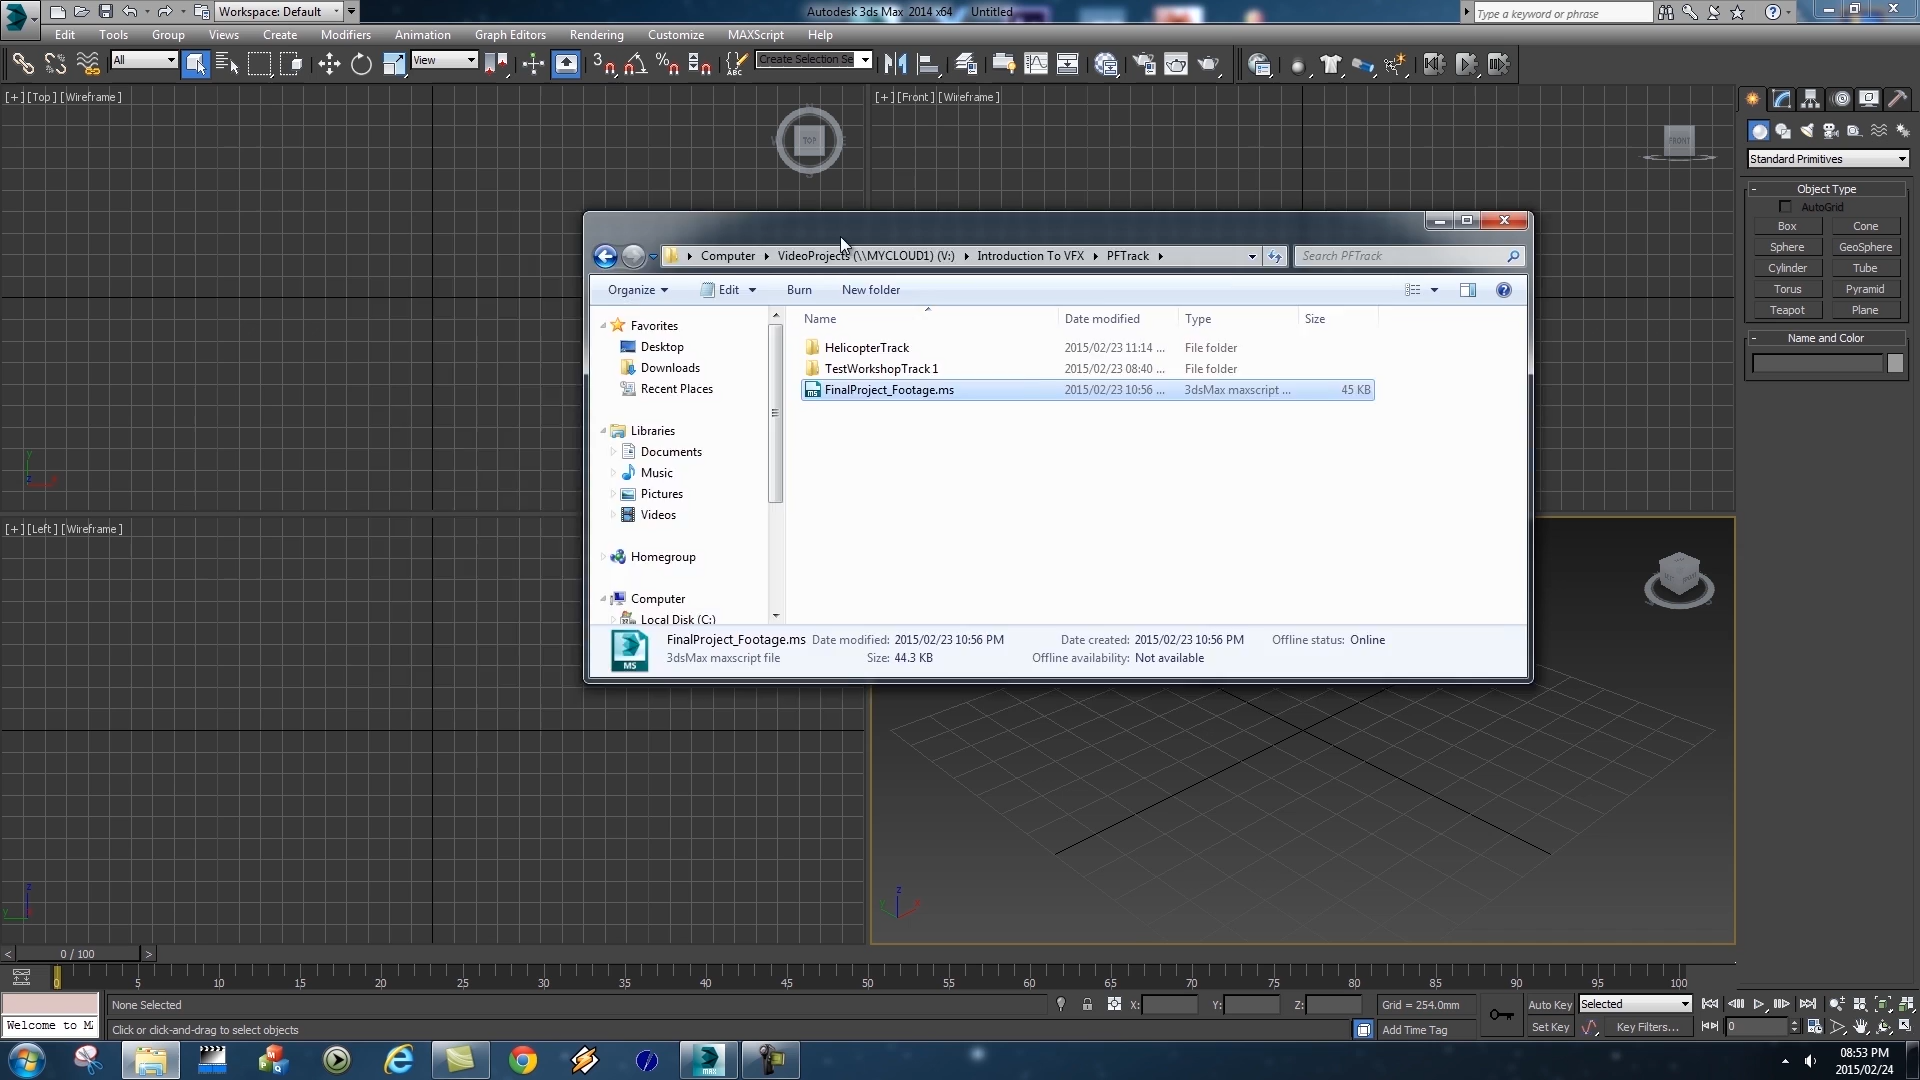 Workspace: Default
Autodesk 3ds Max 2014 x64 Untitled
Type a keyword or phrase
Edit Tools Group Views Create Modifiers Animation Graph Editors Rendering Customize MAXScript Help
All
View
3
Create Selection Se
[+] [Top] [Wireframe]
TOP
[+] [Front] [Wireframe]
FRONT
Standard Primitives
Object Type
AutoGrid
Box Cone
Sphere GeoSphere
Cylinder Tube
Torus Pyramid
Teapot Plane
Name and Color
Computer VideoProjects (\\MYCLOUD1) (V:) Introduction To VFX PFTrack
Search PFTrack
Organize Edit Burn New folder
Name Date modified Type Size
HelicopterTrack 2015/02/23 11:14 ... File folder
TestWorkshopTrack1 2015/02/23 08:40 ... File folder
FinalProject_Footage.ms 2015/02/23 10:56 ... 3dsMax maxscript ... 45 KB
Favorites
Desktop
Downloads
Recent Places
Libraries
Documents
Music
Pictures
Videos
Homegroup
Computer
Local Disk (C:)
MS
FinalProject_Footage.ms Date modified: 2015/02/23 10:56 PM Date created: 2015/02/23 10:56 PM Offline status: Online
3dsMax maxscript file Size: 44.3 KB Offline availability: Not available
[+] [Left] [Wireframe]
0 / 100
0 5 10 15 20 25 30 35 40 45 50 55 60 65 70 75 80 85 90 95 100
None Selected
X: Y: Z: Grid = 254.0mm
Auto Key Selected
Welcome to M
Click or click-and-drag to select objects
Add Time Tag
Set Key Key Filters...
0
08:53 PM
2015/02/24